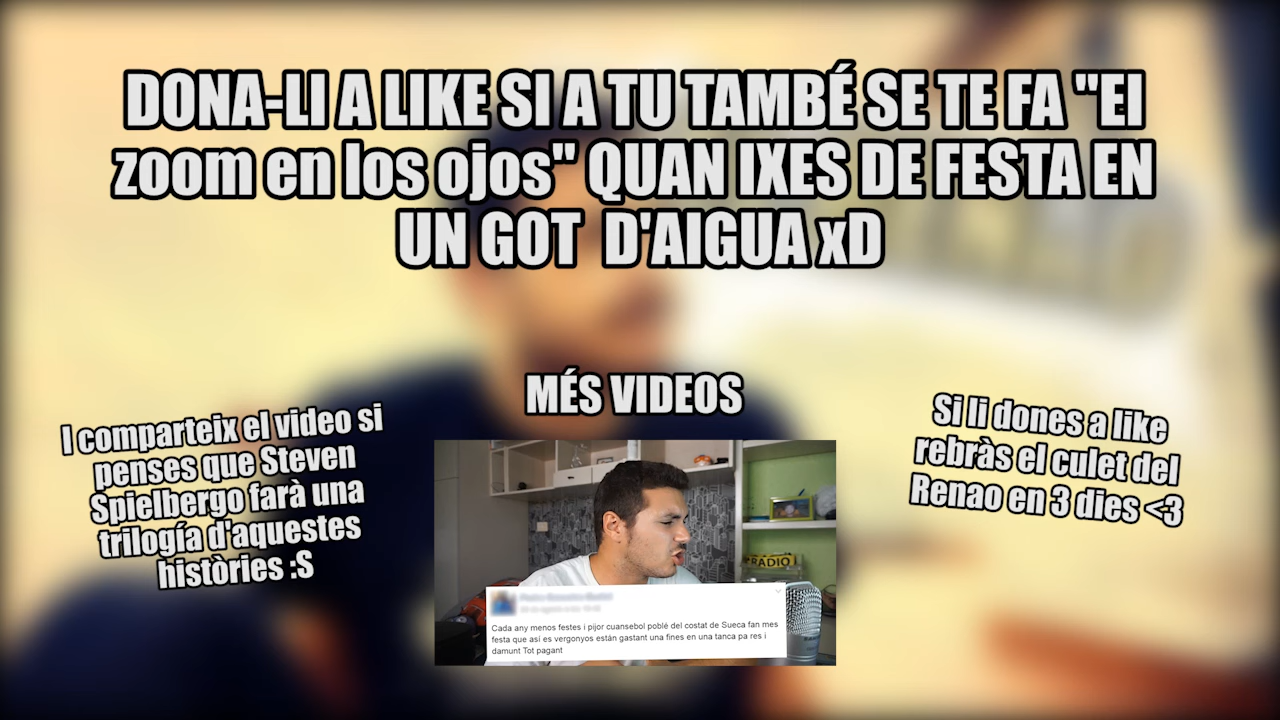 DONA-LI A LIKE SI A TU TAMBÉ SE TE FA "El
zoom en los ojos" QUAN IXES DE FESTA EN
UN GOT D'AIGUA xD
MÉS VIDEOS
I comparteix el video si
penses que Steven
Spielbergo farà una
trilogía d'aquestes
històries :S
Si li dones a like
rebràs el culet del
Renao en 3 dies <3
RADIO
Cada any menos festes i pijor cuansebol poblé del costat de Sueca fan mes
festa que así es vergonyos están gastant una fines en una tanca pa res i
damunt Tot pagant